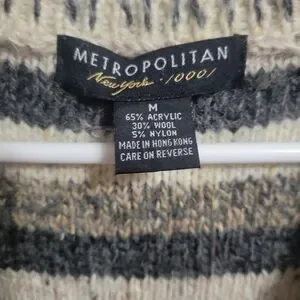 METROPOLITAN
New York · 10001
M
65% ACRYLIC
30% WOOL
5% NYLON
MADE IN HONG KONG
CARE ON REVERSE